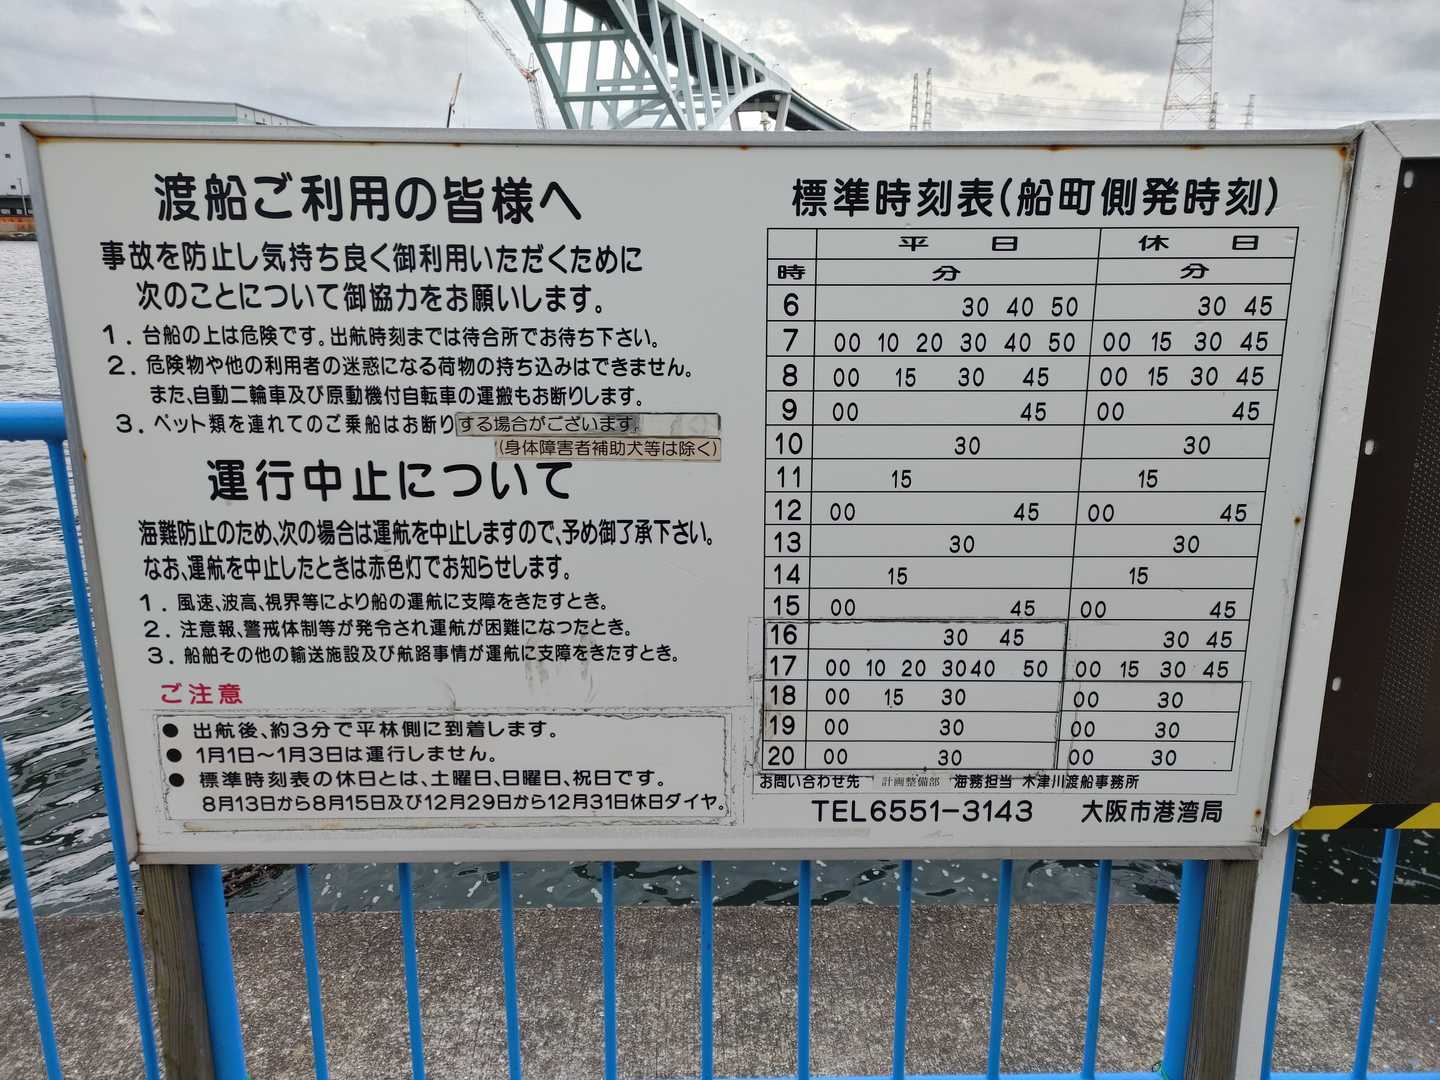 渡船ご利用の皆様へ
事故を防止し気持ち良く御利用いただくために
次のことについて御協力をお願いします。
1. 台船の上は危険です。出航時刻までは待合所でお待ち下さい。
2. 危険物や他の利用者の迷惑になる荷物の持ち込みはできません。
また、自動二輪車及び原動機付自転車の運搬もお断りします。
3. ペット類を連れてのご乗船はお断りする場合がございます。
(身体障害者補助犬等は除く)
運行中止について
海難防止のため、次の場合は運航を中止しますので、予め御了承下さい。
なお、運航を中止したときは赤色灯でお知らせします。
1. 風速、波高、視界等により船の運航に支障をきたすとき。
2. 注意報、警戒体制等が発令され運航が困難になったとき。
3. 船舶その他の輸送施設及び航路事情が運航に支障をきたすとき。
ご注意
● 出航後、約3分で平林側に到着します。
● 1月1日〜1月3日は運行しません。
● 標準時刻表の休日とは、土曜日、日曜日、祝日です。
8月13日から8月15日及び12月29日から12月31日休日ダイヤ。
標準時刻表(船町側発時刻)
平日 休日
時 分 分
6 30 40 50 30 45
7 00 10 20 30 40 50 00 15 30 45
8 00 15 30 45 00 15 30 45
9 00 45 00 45
10 30 30
11 15 15
12 00 45 00 45
13 30 30
14 15 15
15 00 45 00 45
16 30 45 30 45
17 00 10 20 30 40 50 00 15 30 45
18 00 15 30 00 30
19 00 30 00 30
20 00 30 00 30
お問い合わせ先 計画整備部 海務担当 木津川渡船事務所
TEL6551-3143 大阪市港湾局